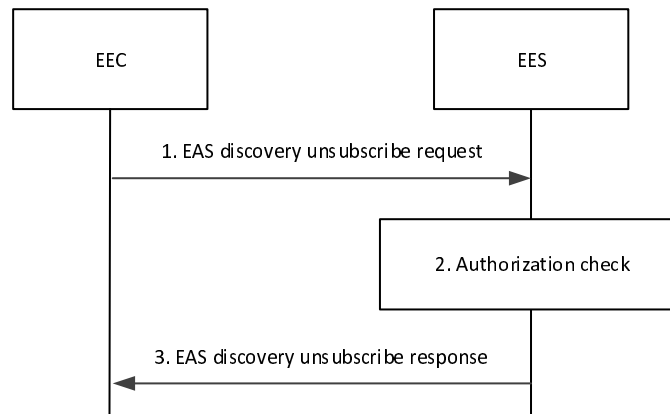 EEC
EES
1. EAS discovery unsubscribe request
2. Authorization check
3. EAS discovery unsubscribe response